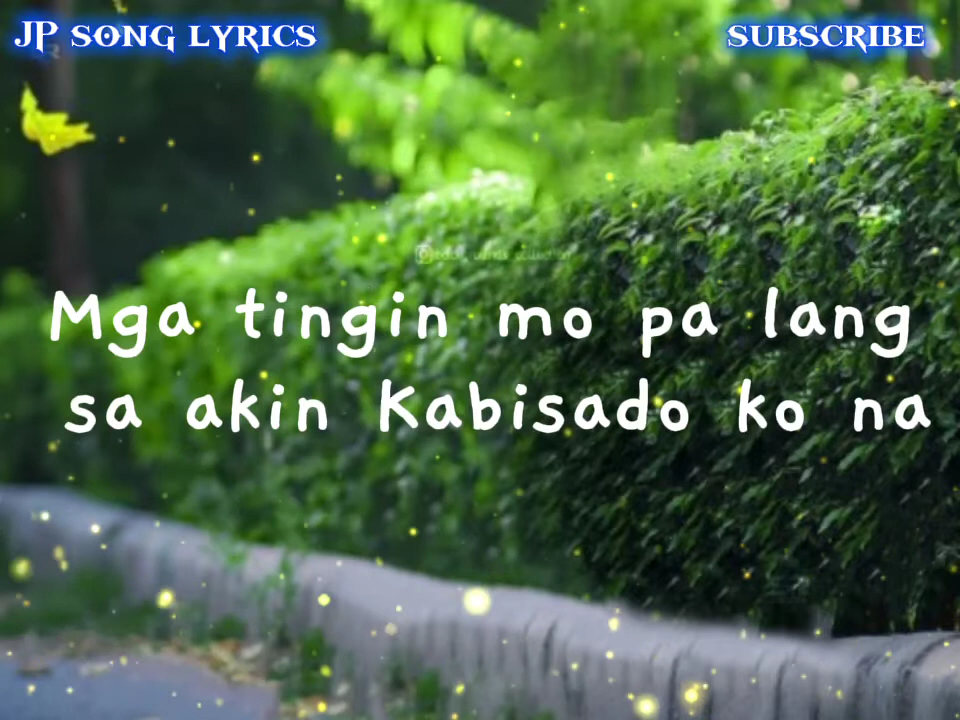 JP SONG LYRICS
SUBSCRIBE
Mga tingin mo pa lang
sa akin Kabisado ko na